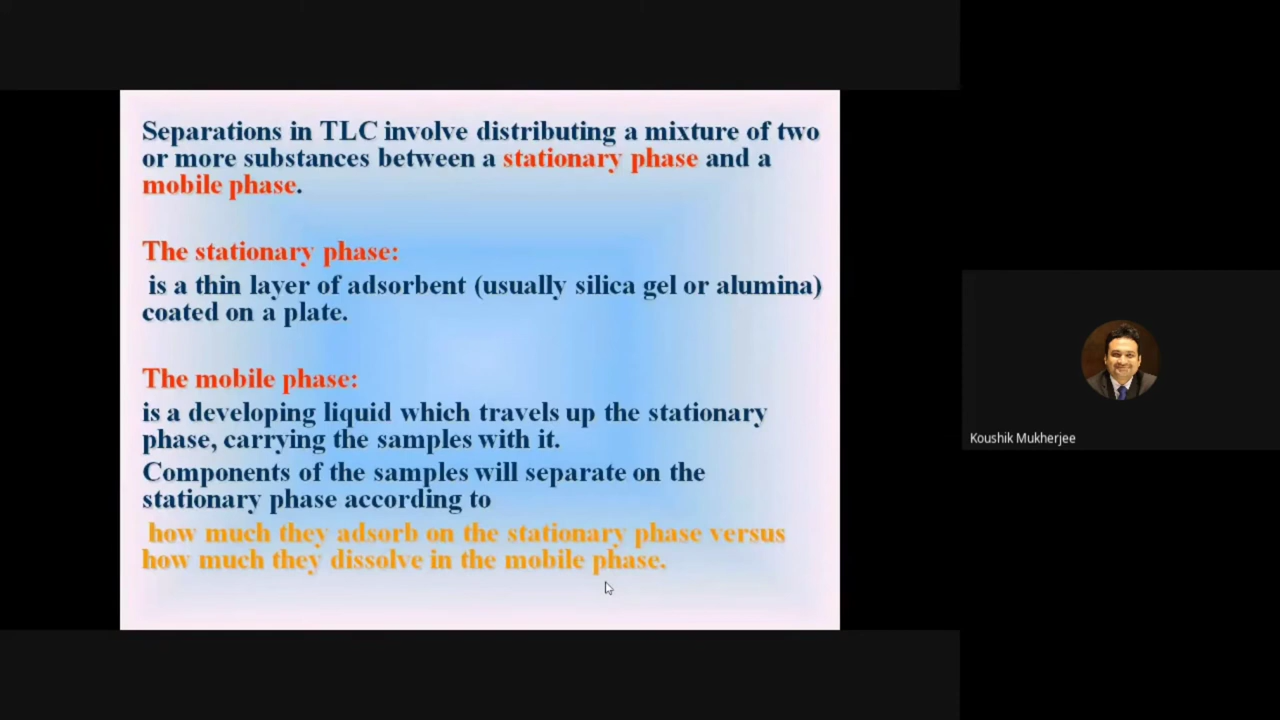 Separations in TLC involve distributing a mixture of two
or more substances between a stationary phase and a
mobile phase.
The stationary phase:
is a thin layer of adsorbent (usually silica gel or alumina)
coated on a plate.
The mobile phase:
is a developing liquid which travels up the stationary
phase, carrying the samples with it.
Components of the samples will separate on the
stationary phase according to
how much they adsorb on the stationary phase versus
how much they dissolve in the mobile phase.
Koushik Mukherjee